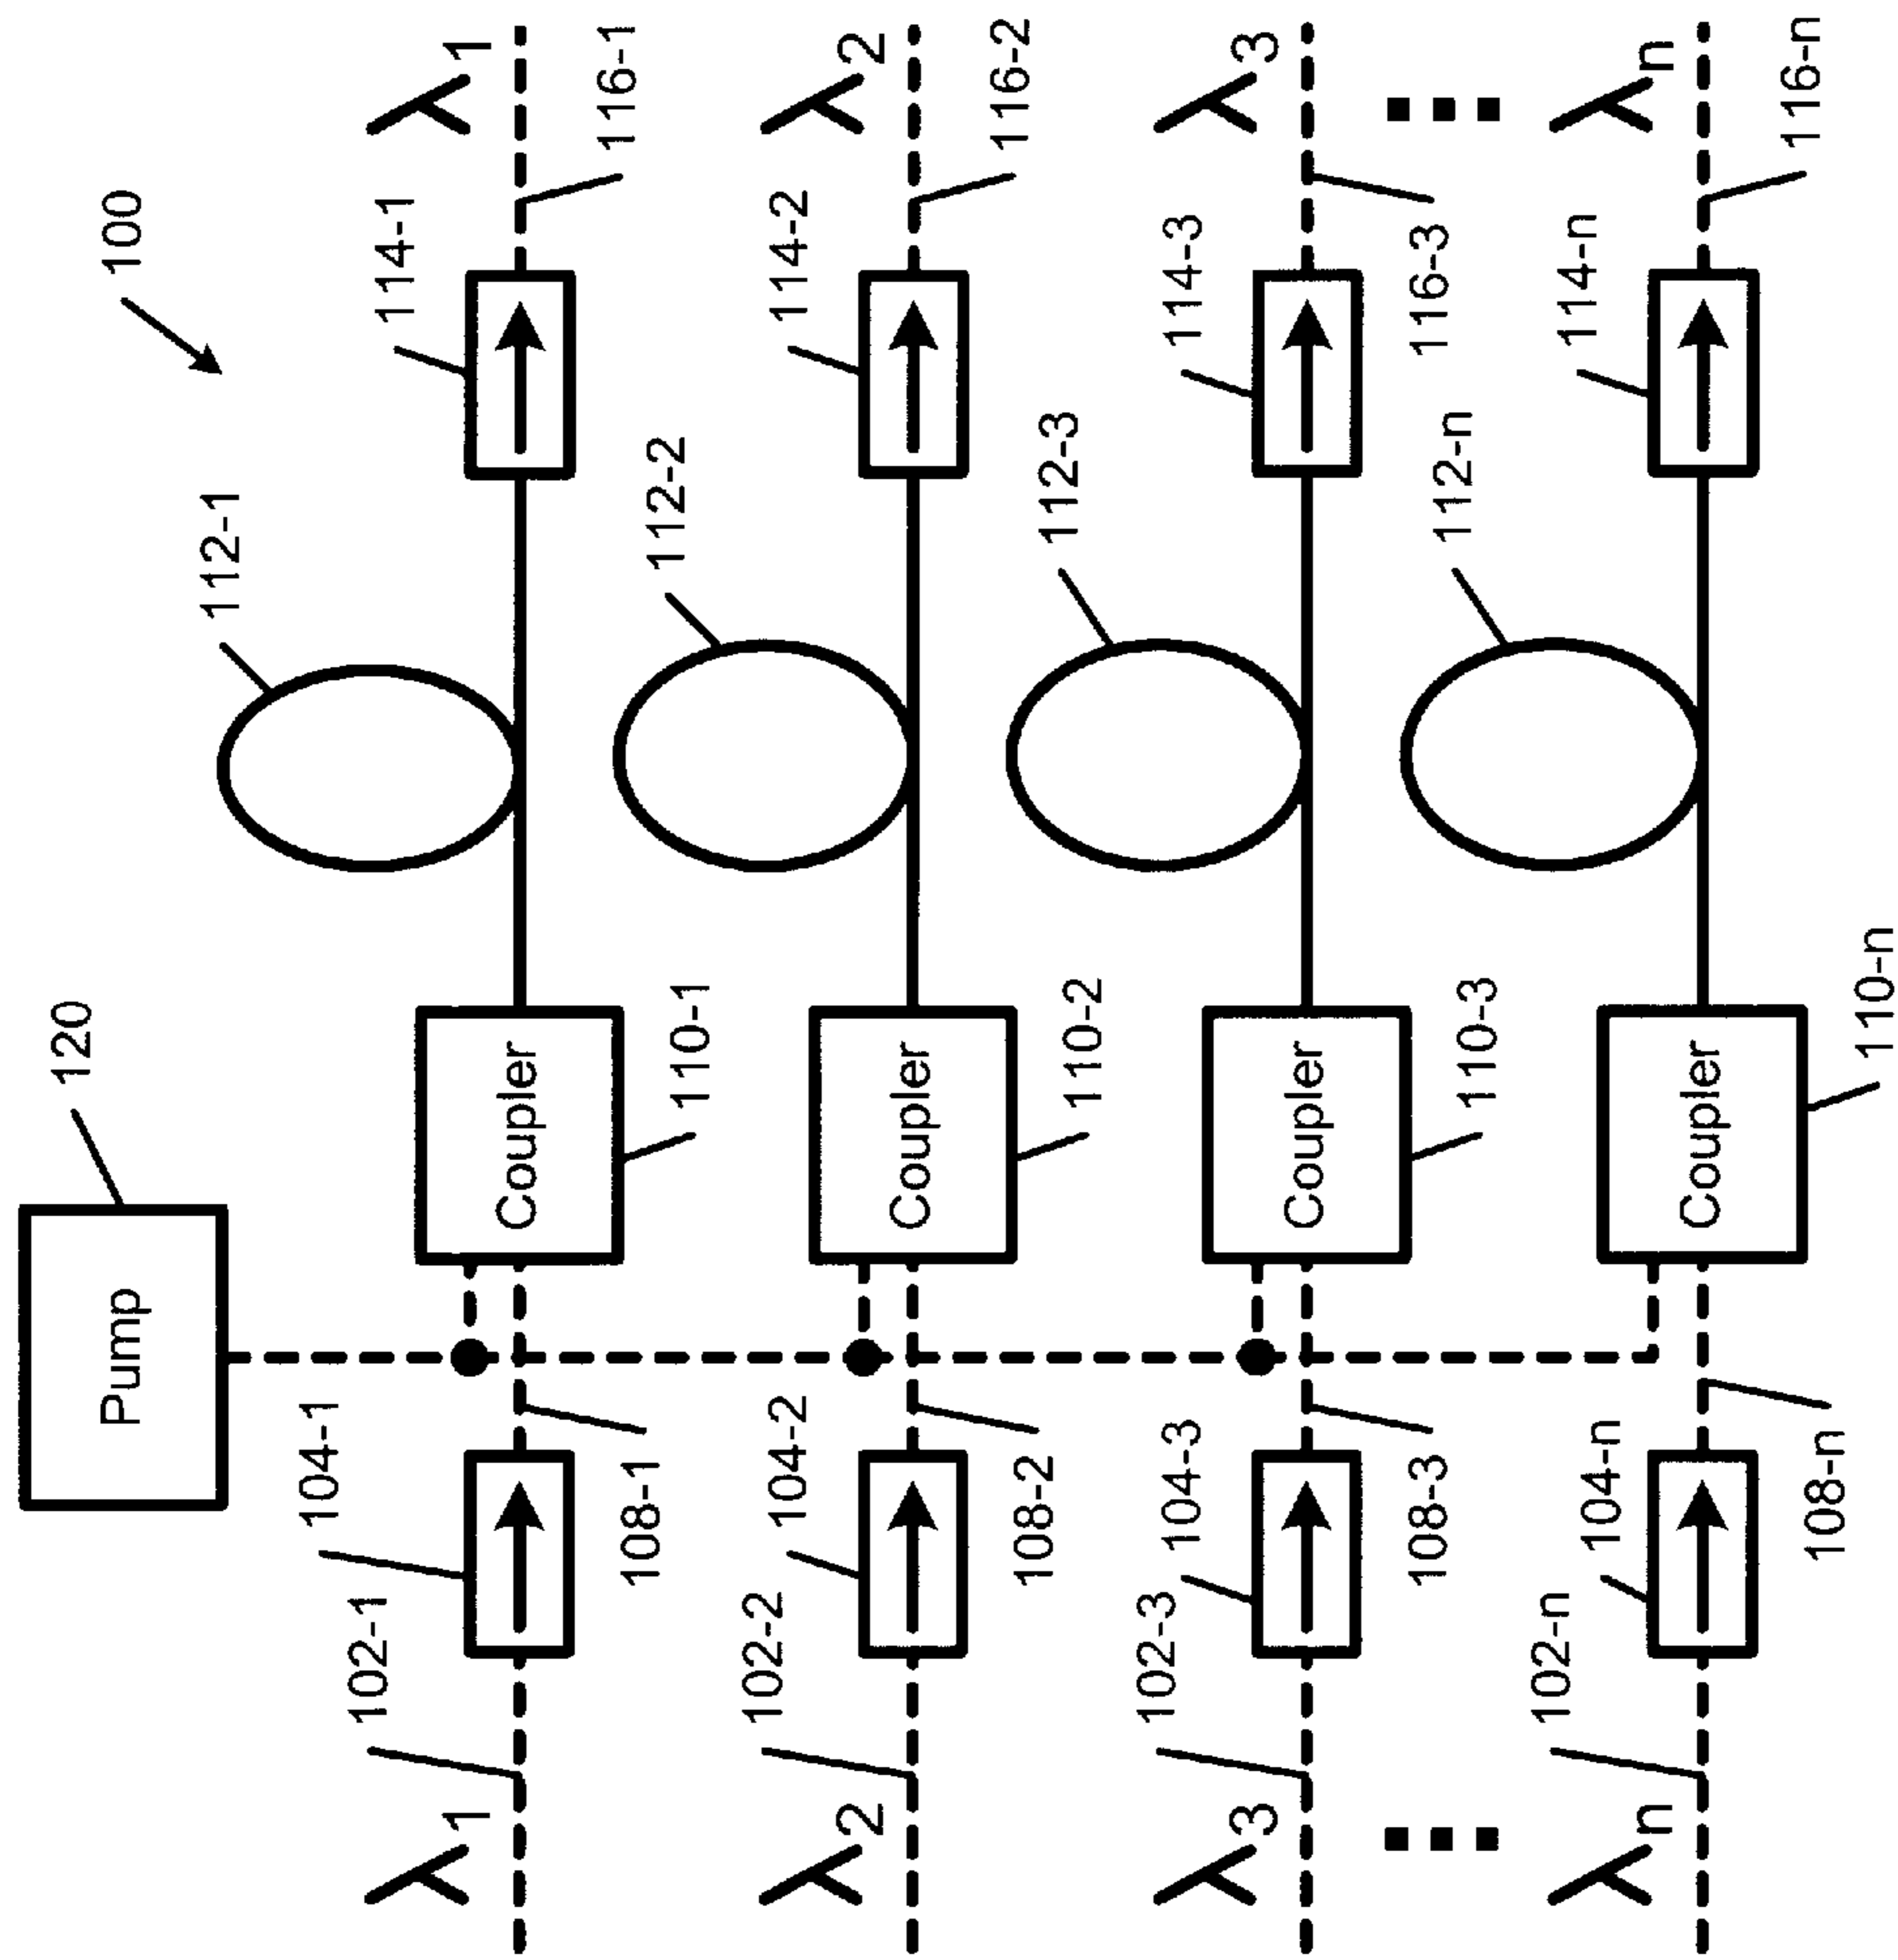 100
Pump
120
λ1
102-1
104-1
108-1
Coupler
110-1
112-1
114-1
116-1
λ1
λ2
102-2
104-2
108-2
Coupler
110-2
112-2
114-2
116-2
λ2
λ3
102-3
104-3
108-3
Coupler
110-3
112-3
114-3
116-3
λ3
λn
102-n
104-n
108-n
Coupler
110-n
112-n
114-n
116-n
λn